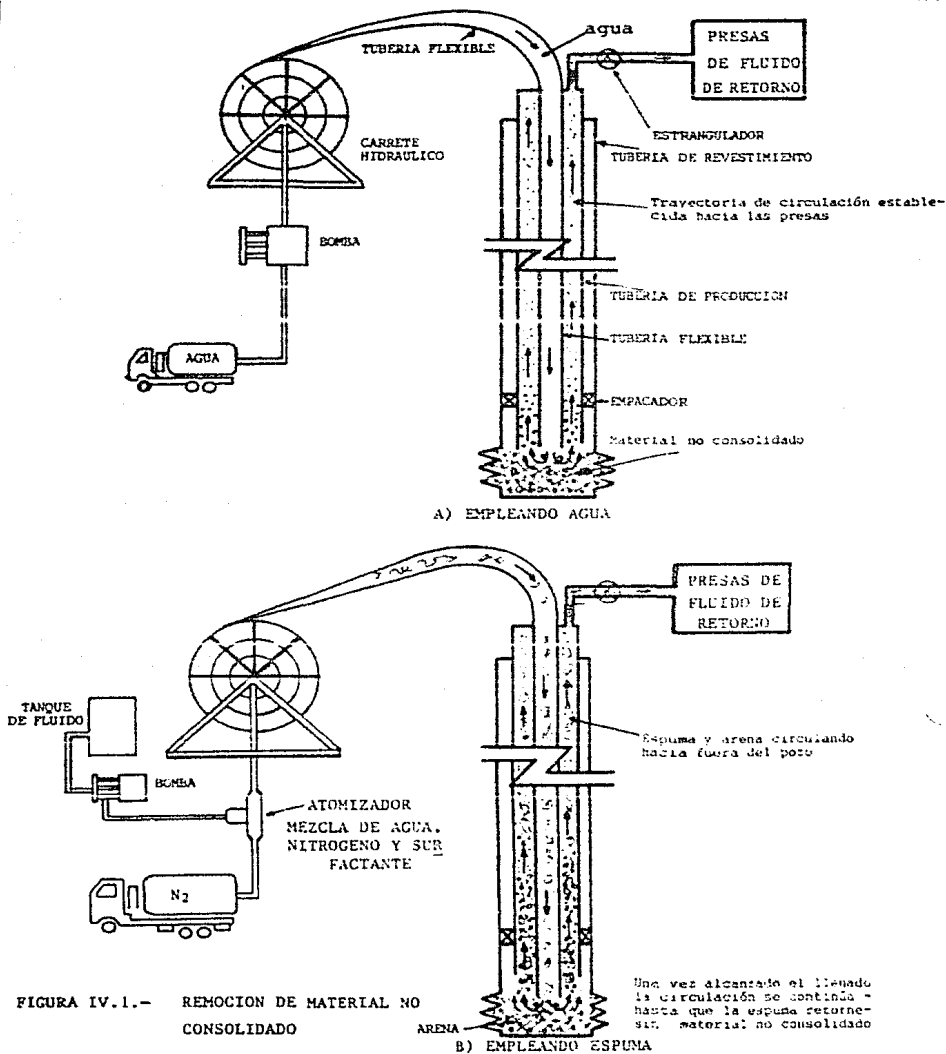 TUBERIA FLEXIBLE
agua
PRESAS
DE FLUIDO
DE RETORNO
CARRETE
HIDRAULICO
ESTRANGULADOR
TUBERIA DE REVESTIMIENTO
Trayectoria de circulación estable-
cida hacia las presas
BOMBA
TUBERIA DE PRODUCCION
TUBERIA FLEXIBLE
AGUA
EMPACADOR
Material no consolidado
A) EMPLEANDO AGUA
PRESAS DE
FLUIDO DE
RETORNO
TANQUE
DE FLUIDO
Espuma y arena circulando
hacia fuera del pozo
BOMBA
ATOMIZADOR
MEZCLA DE AGUA,
NITROGENO Y SUR
FACTANTE
N2
Una vez alcanzado el llenado
la circulación se continúa -
hasta que la espuma retorne-
sin material no consolidado
FIGURA IV.1.- REMOCION DE MATERIAL NO
CONSOLIDADO
ARENA
B) EMPLEANDO ESPUMA